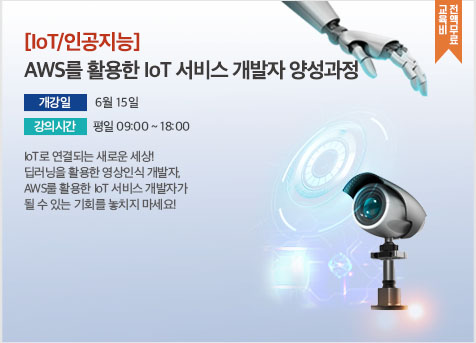 [IoT/인공지능]
AWS를 활용한 IoT 서비스 개발자 양성과정
개강일 6월 15일
강의시간 평일 09:00 ~ 18:00
IoT로 연결되는 새로운 세상!
딥러닝을 활용한 영상인식 개발자,
AWS를 활용한 IoT 서비스 개발자가
될 수 있는 기회를 놓치지 마세요!
교육비
전액무료